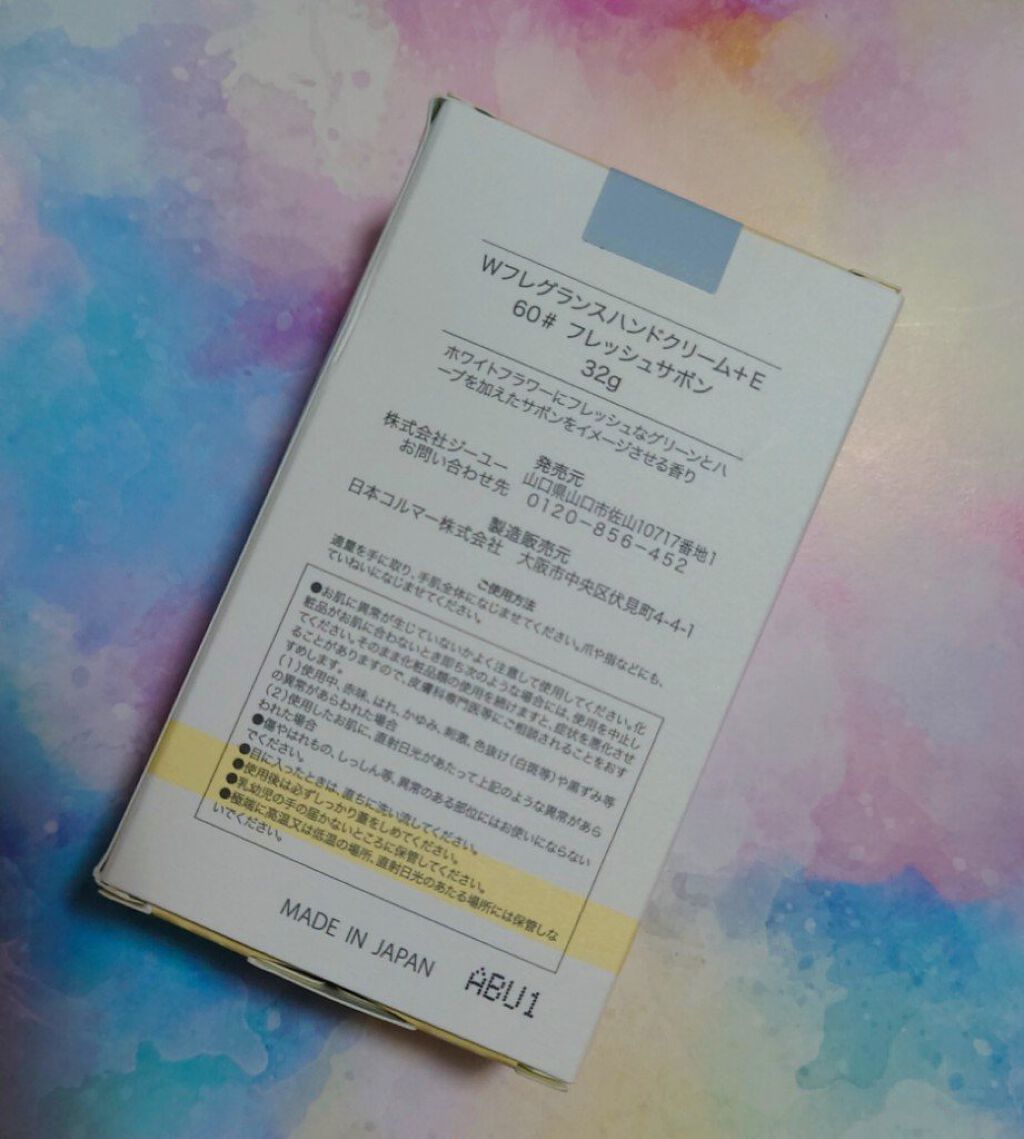 Wフレグランスハンドクリーム+E
60# フレッシュサボン
32g
ホワイトフラワーにフレッシュなグリーンとハ
ーブを加えたサボンをイメージさせる香り
発売元
株式会社ジーユー 山口県山口市佐山10717番地1
お問い合わせ先 0120-856-452
製造販売元
日本コルマー株式会社 大阪市中央区伏見町4-4-1
ご使用方法
適量を手に取り、手肌全体になじませてください。爪や指などにも、
ていねいになじませてください。
●お肌に異常が生じていないかよく注意して使用してください。化
粧品がお肌に合わないとき即ち次のような場合には、使用を中止し
てください。そのまま化粧品類の使用を続けますと、症状を悪化させ
ることがありますので、皮膚科専門医等にご相談されることをおす
すめします。
(1)使用中、赤味、はれ、かゆみ、刺激、色抜け(白斑等)や黒ずみ等
の異常があらわれた場合
(2)使用したお肌に、直射日光があたって上記のような異常があら
われた場合
●傷やはれもの、しっしん等、異常のある部位にはお使いにならない
でください。
●目に入ったときは、直ちに洗い流してください。
●使用後は必ずしっかり蓋をしめてください。
●乳幼児の手の届かないところに保管してください。
●極端に高温又は低温の場所、直射日光のあたる場所には保管しな
いでください。
MADE IN JAPAN
ABU1